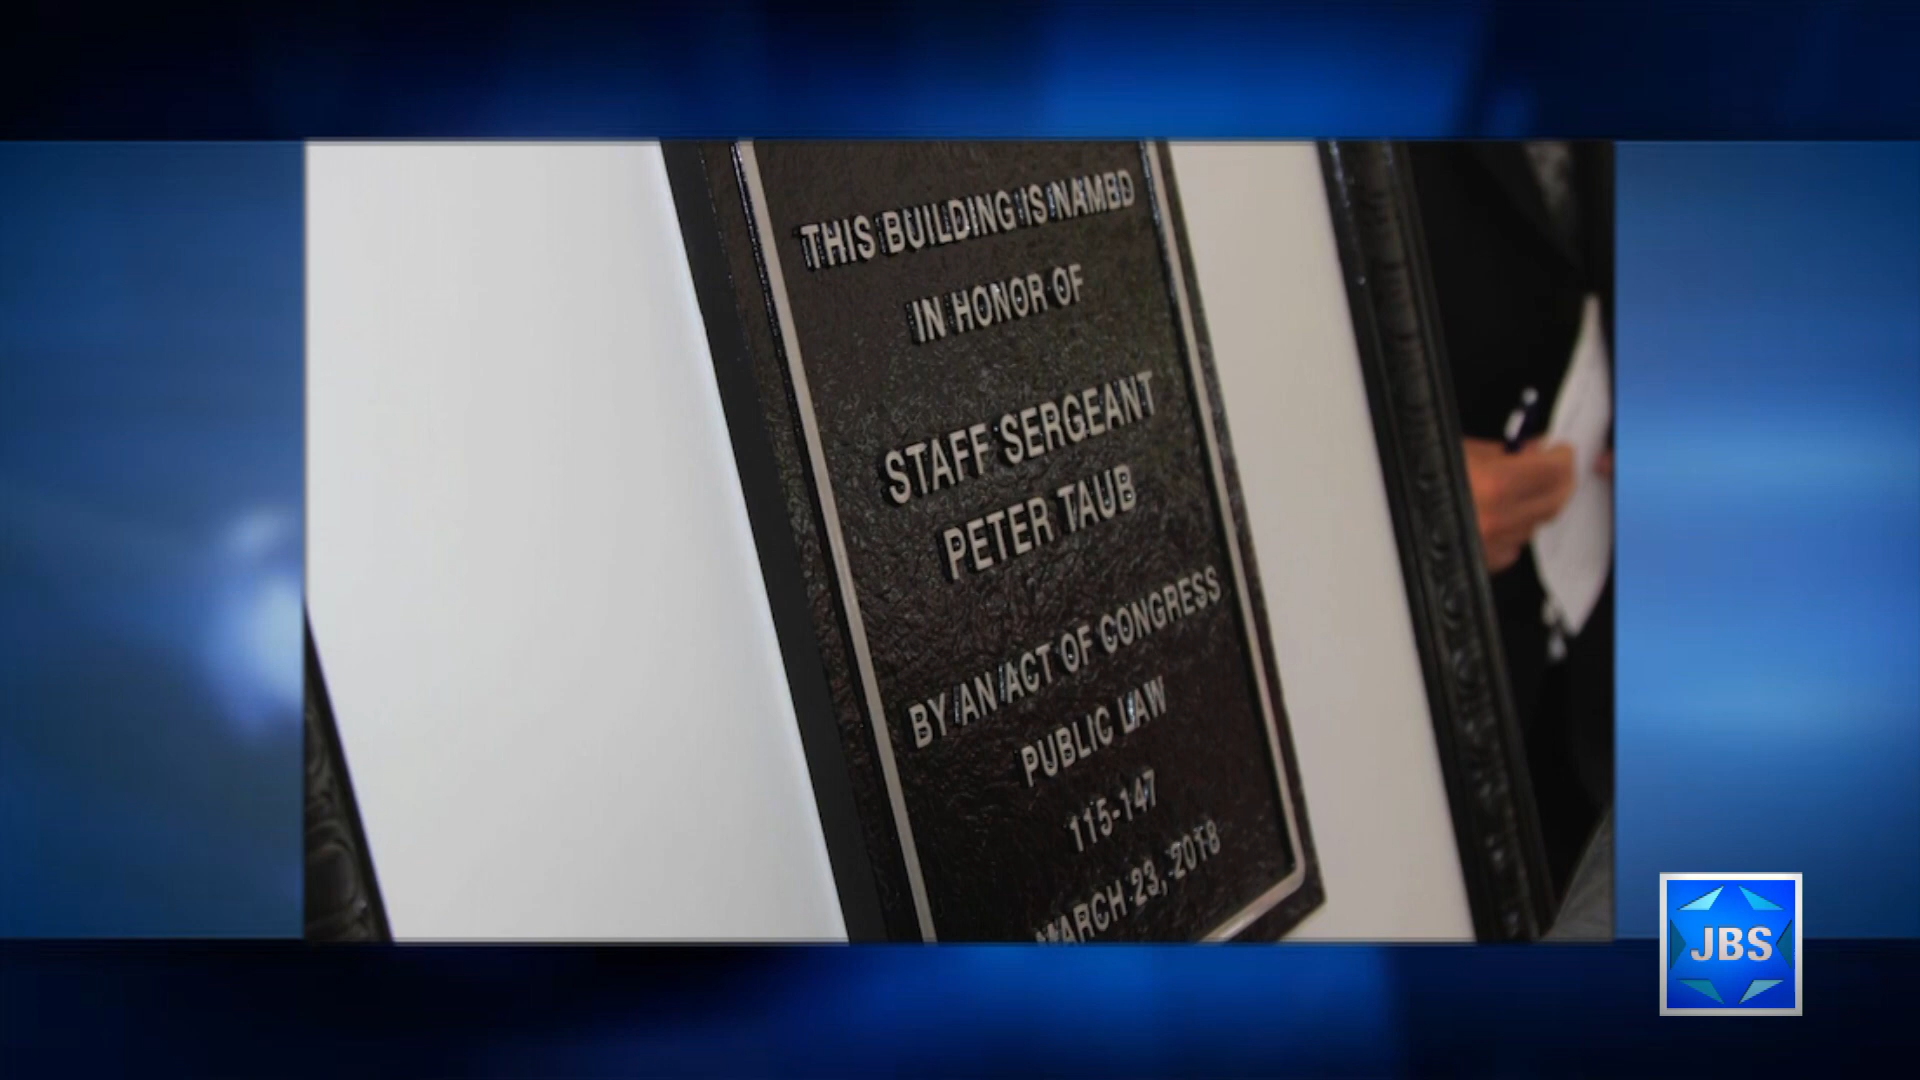 THIS BUILDING IS NAMED
IN HONOR OF
STAFF SERGEANT
PETER TAUB
BY AN ACT OF CONGRESS
PUBLIC LAW
115-147
MARCH 23, 2018
JBS